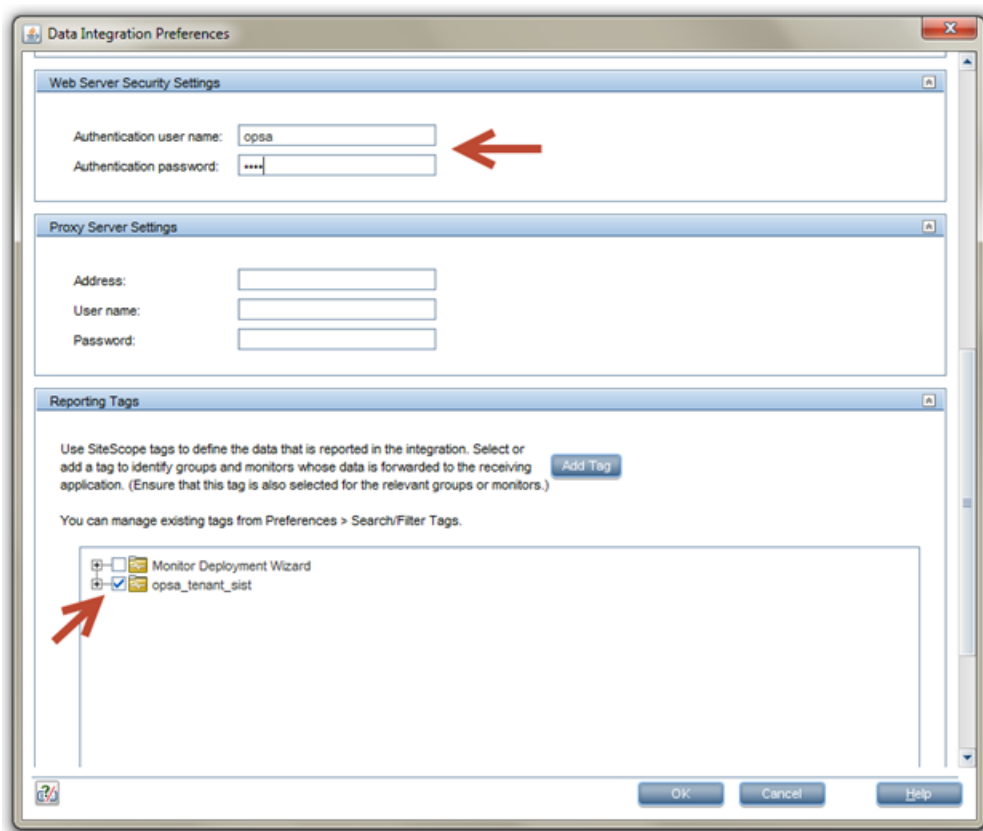 Data Integration Preferences
Web Server Security Settings
Authentication user name: opsa
Authentication password: ••••
Proxy Server Settings
Address:
User name:
Password:
Reporting Tags
Use SiteScope tags to define the data that is reported in the integration. Select or
add a tag to identify groups and monitors whose data is forwarded to the receiving
application. (Ensure that this tag is also selected for the relevant groups or monitors.)
Add Tag
You can manage existing tags from Preferences > Search/Filter Tags.
Monitor Deployment Wizard
opsa_tenant_sist
OK Cancel Help